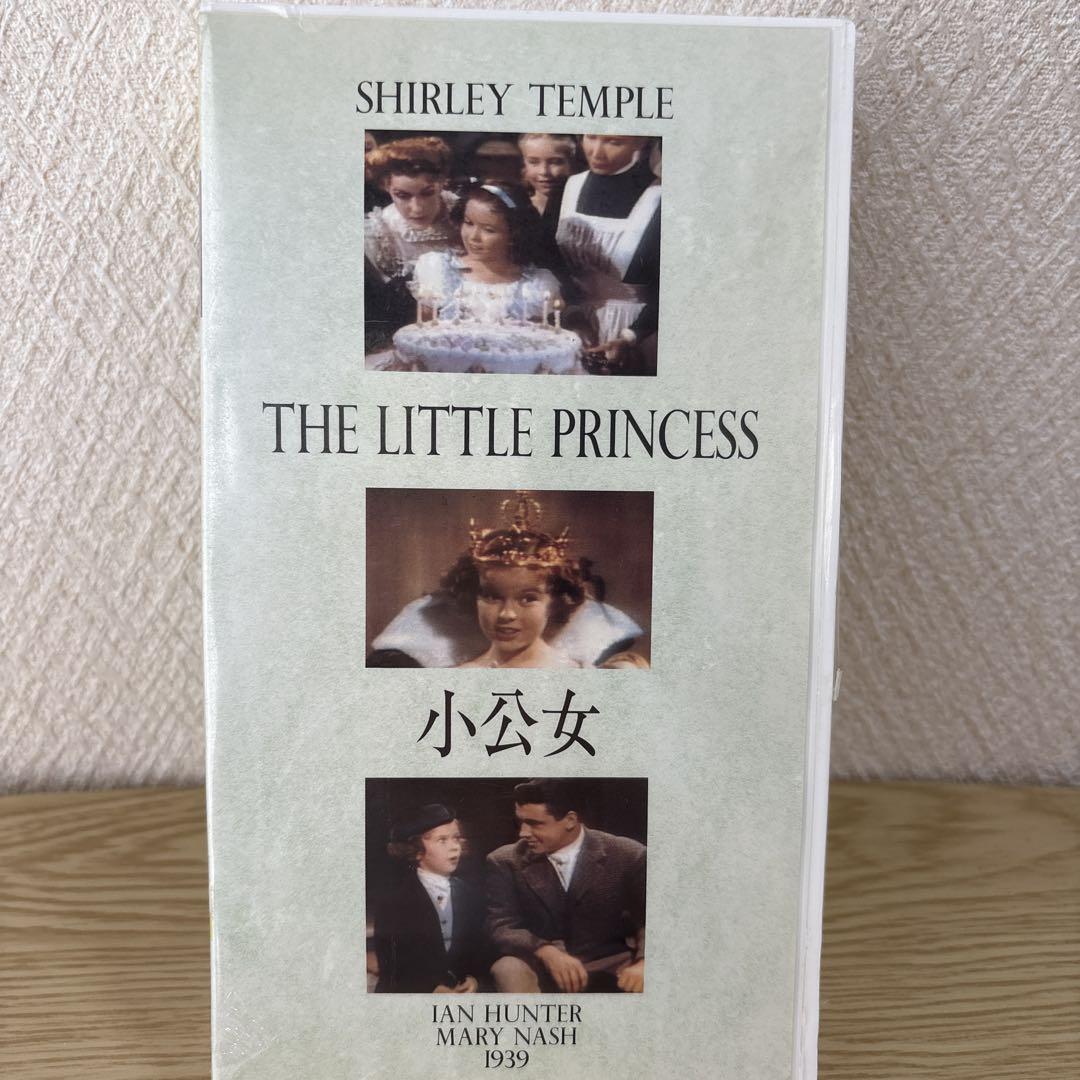 SHIRLEY TEMPLE
THE LITTLE PRINCESS
小公女
IAN HUNTER
MARY NASH
1939